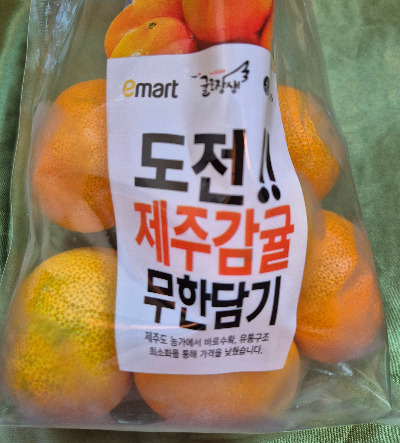 emart
도전!!
제주감귤
무한담기
제주도 농가에서 바로수확, 유통구조
최소화를 통해 가격을 낮췄습니다.